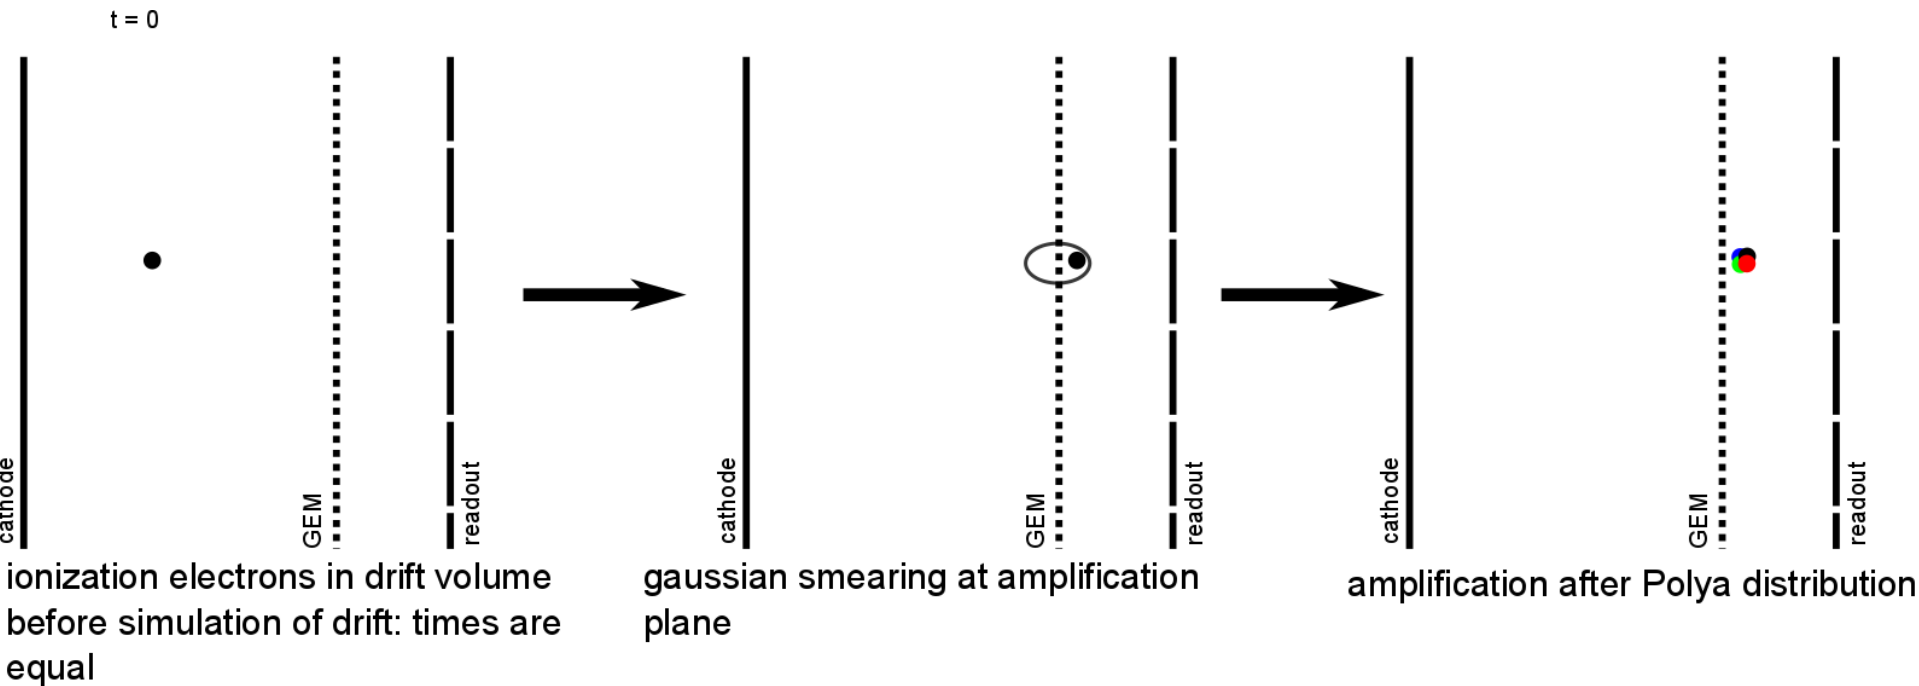 t = 0
cathode
GEM
readout
cathode
GEM
readout
cathode
GEM
readout
ionization electrons in drift volume
before simulation of drift: times are
equal
gaussian smearing at amplification
plane
amplification after Polya distribution